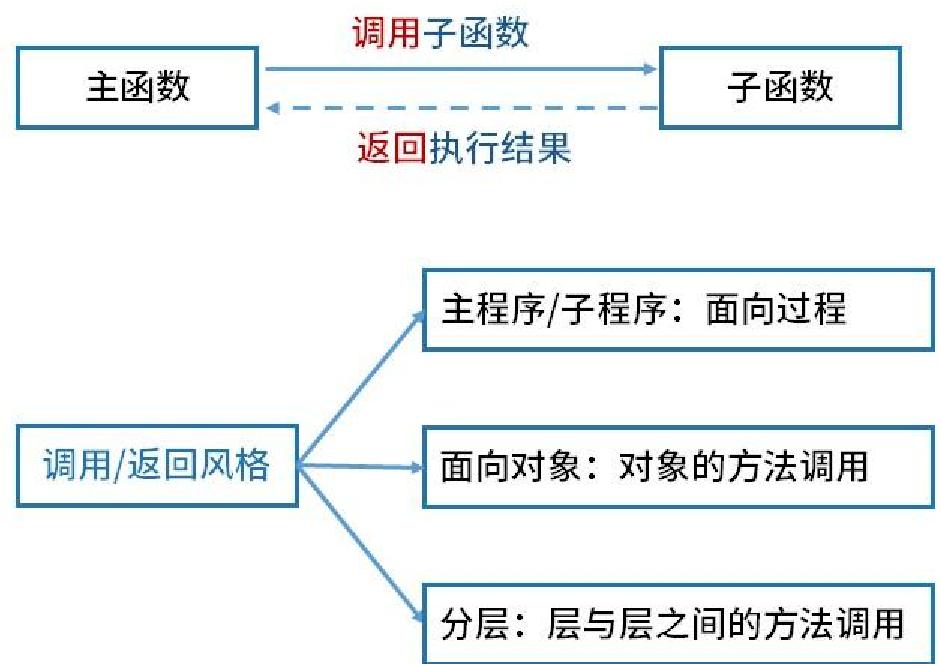 调用子函数
主函数
子函数
返回执行结果
主程序/子程序：面向过程
调用/返回风格
面向对象：对象的方法调用
分层：层与层之间的方法调用